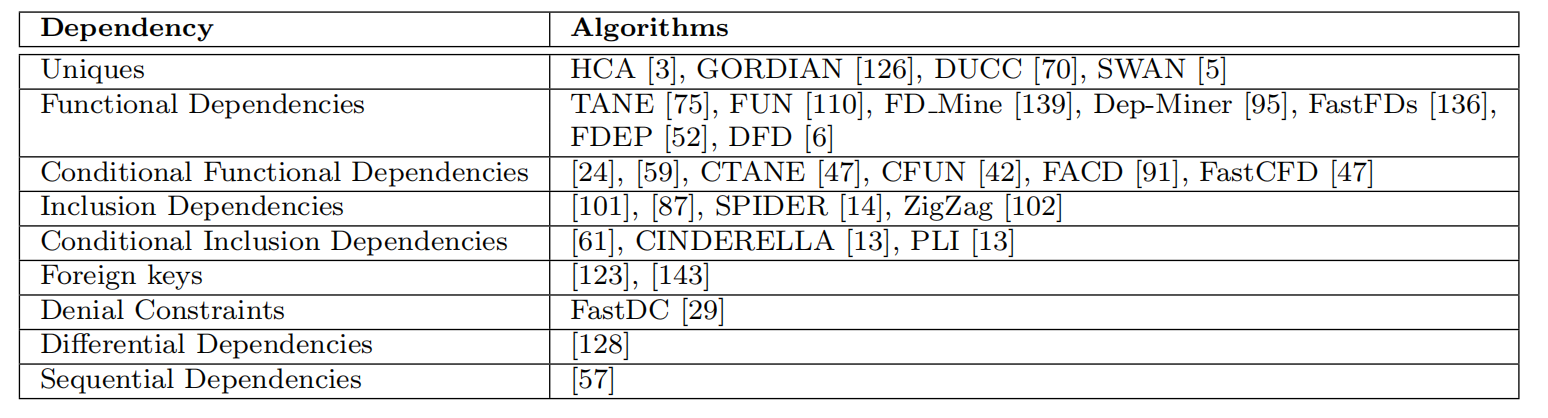 Dependency Algorithms
Uniques HCA [3], GORDIAN [126], DUCC [70], SWAN [5]
Functional Dependencies TANE [75], FUN [110], FD_Mine [139], Dep-Miner [95], FastFDs [136],
FDEP [52], DFD [6]
Conditional Functional Dependencies [24], [59], CTANE [47], CFUN [42], FACD [91], FastCFD [47]
Inclusion Dependencies [101], [87], SPIDER [14], ZigZag [102]
Conditional Inclusion Dependencies [61], CINDERELLA [13], PLI [13]
Foreign keys [123], [143]
Denial Constraints FastDC [29]
Differential Dependencies [128]
Sequential Dependencies [57]